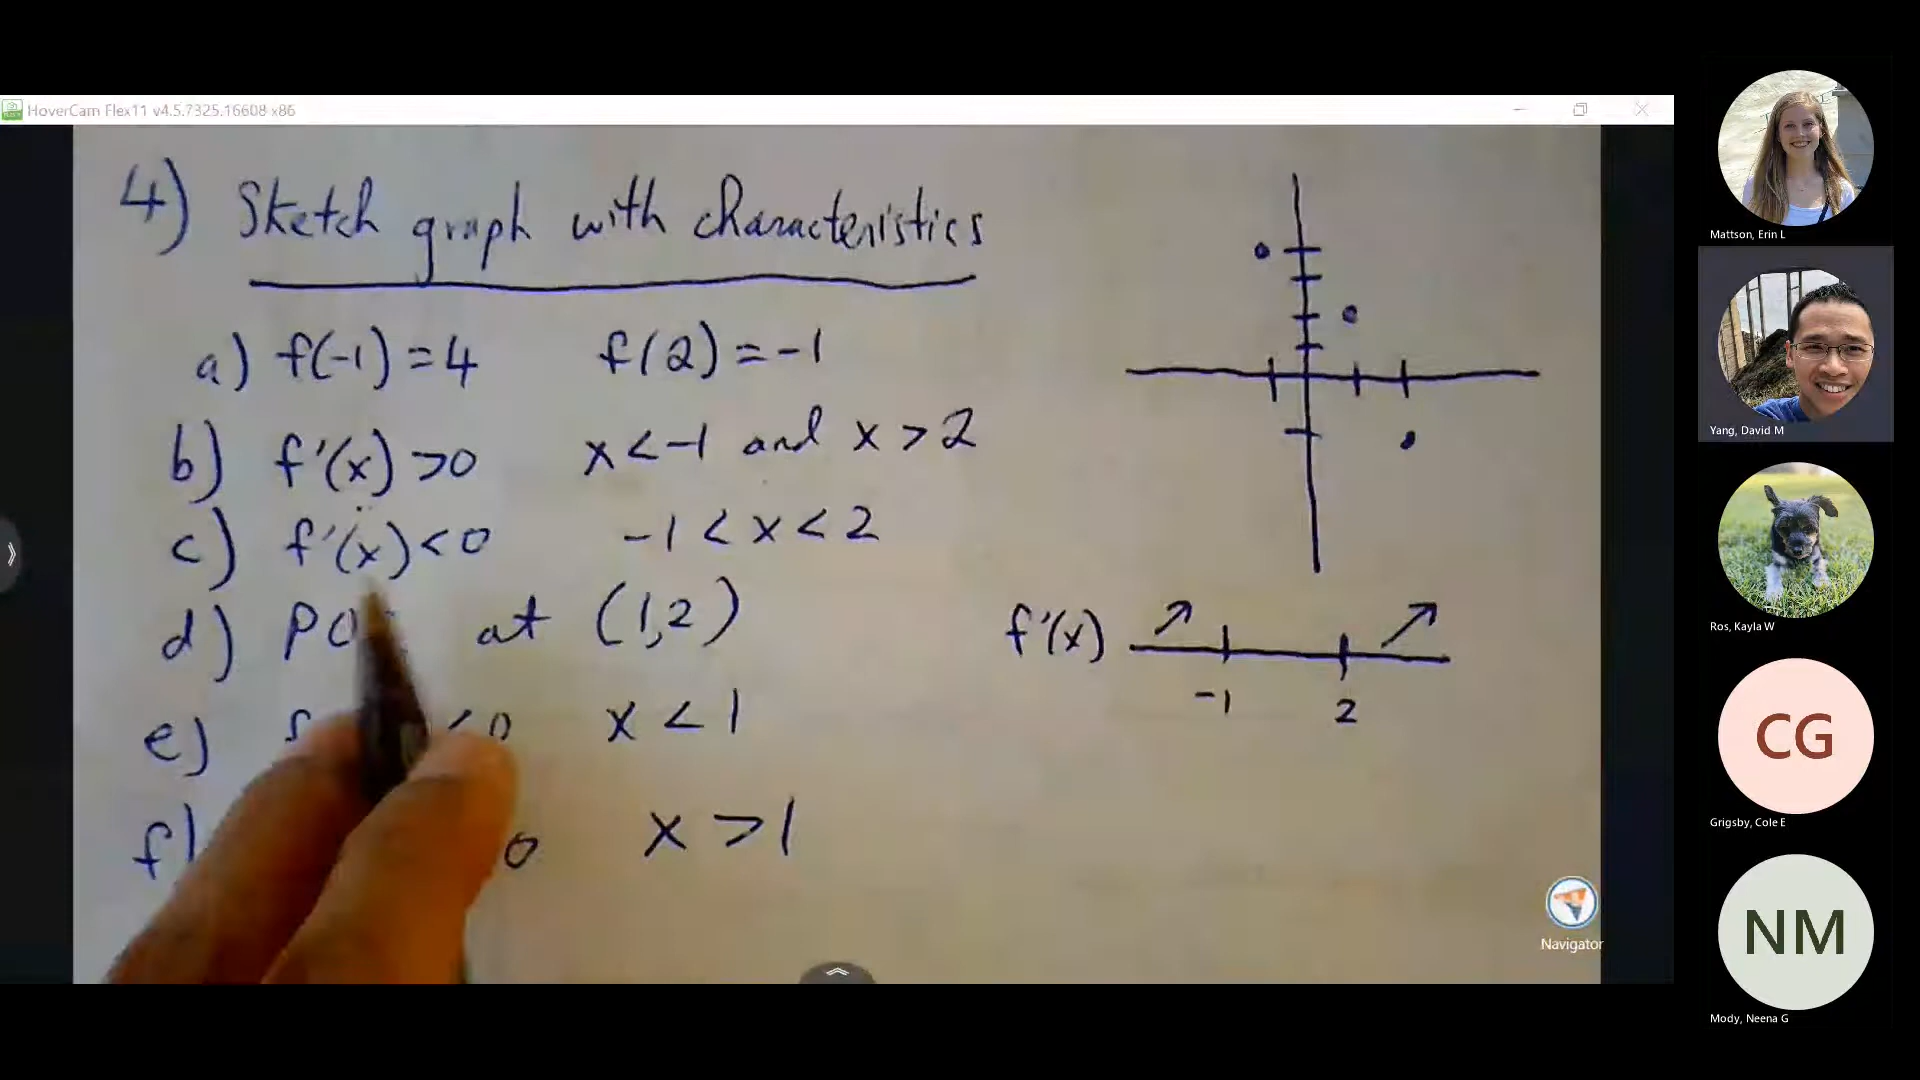 HoverCam Flex11 v4.5.7325.16608 x86
4) Sketch graph with characteristics
a) f(-1) = 4 f(2) = -1
b) f'(x) > 0 x < -1 and x > 2
c) f'(x) < 0 -1 < x < 2
d) at (1,2)
e) < 0 x < 1
f) 0 x > 1
f'(x)
-1 2
Navigator
Mattson, Erin L
Yang, David M
Ros, Kayla W
CG
Grigsby, Cole E
NM
Mody, Neena G